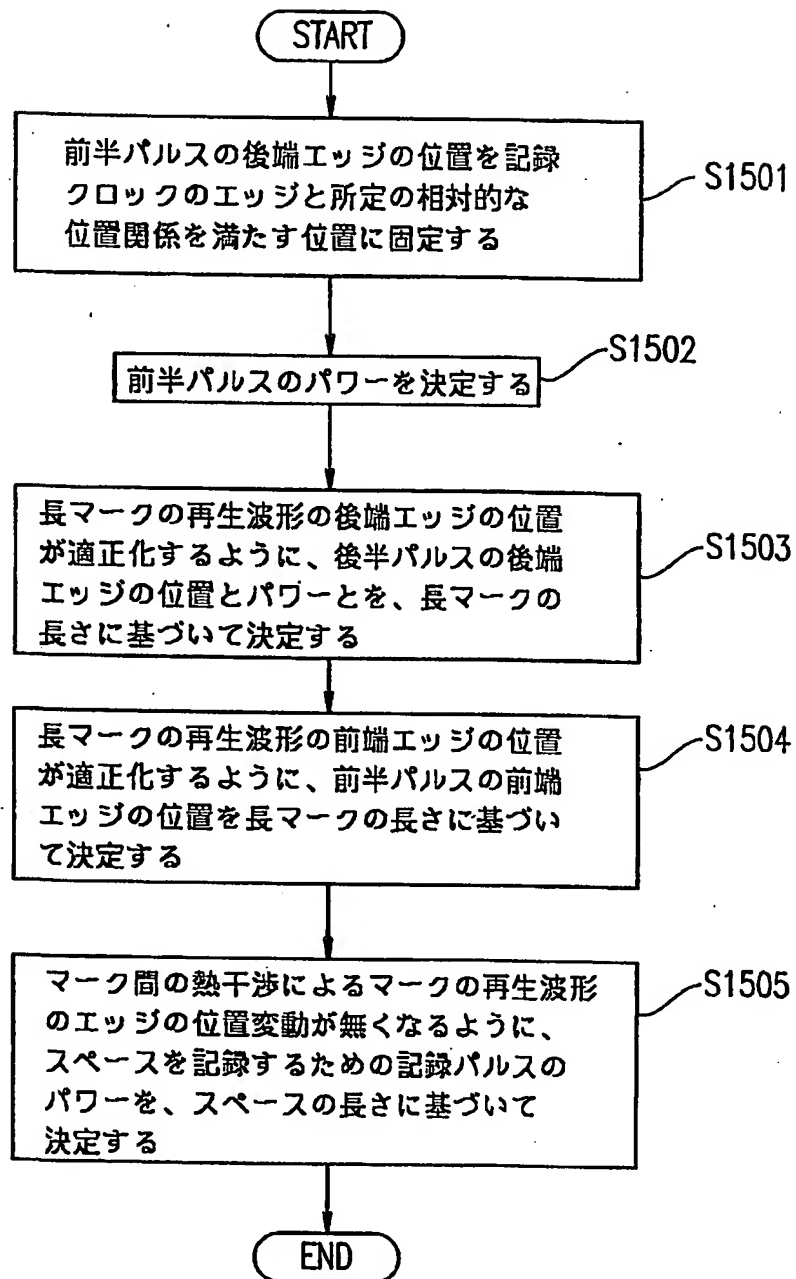 START
前半パルスの後端エッジの位置を記録
クロックのエッジと所定の相対的な
位置関係を満たす位置に固定する
S1501
前半パルスのパワーを決定する
S1502
長マークの再生波形の後端エッジの位置
が適正化するように、後半パルスの後端
エッジの位置とパワーとを、長マークの
長さに基づいて決定する
S1503
長マークの再生波形の前端エッジの位置
が適正化するように、前半パルスの前端
エッジの位置を長マークの長さに基づい
て決定する
S1504
マーク間の熱干渉によるマークの再生波形
のエッジの位置変動が無くなるように、
スペースを記録するための記録パルスの
パワーを、スペースの長さに基づいて
決定する
S1505
END